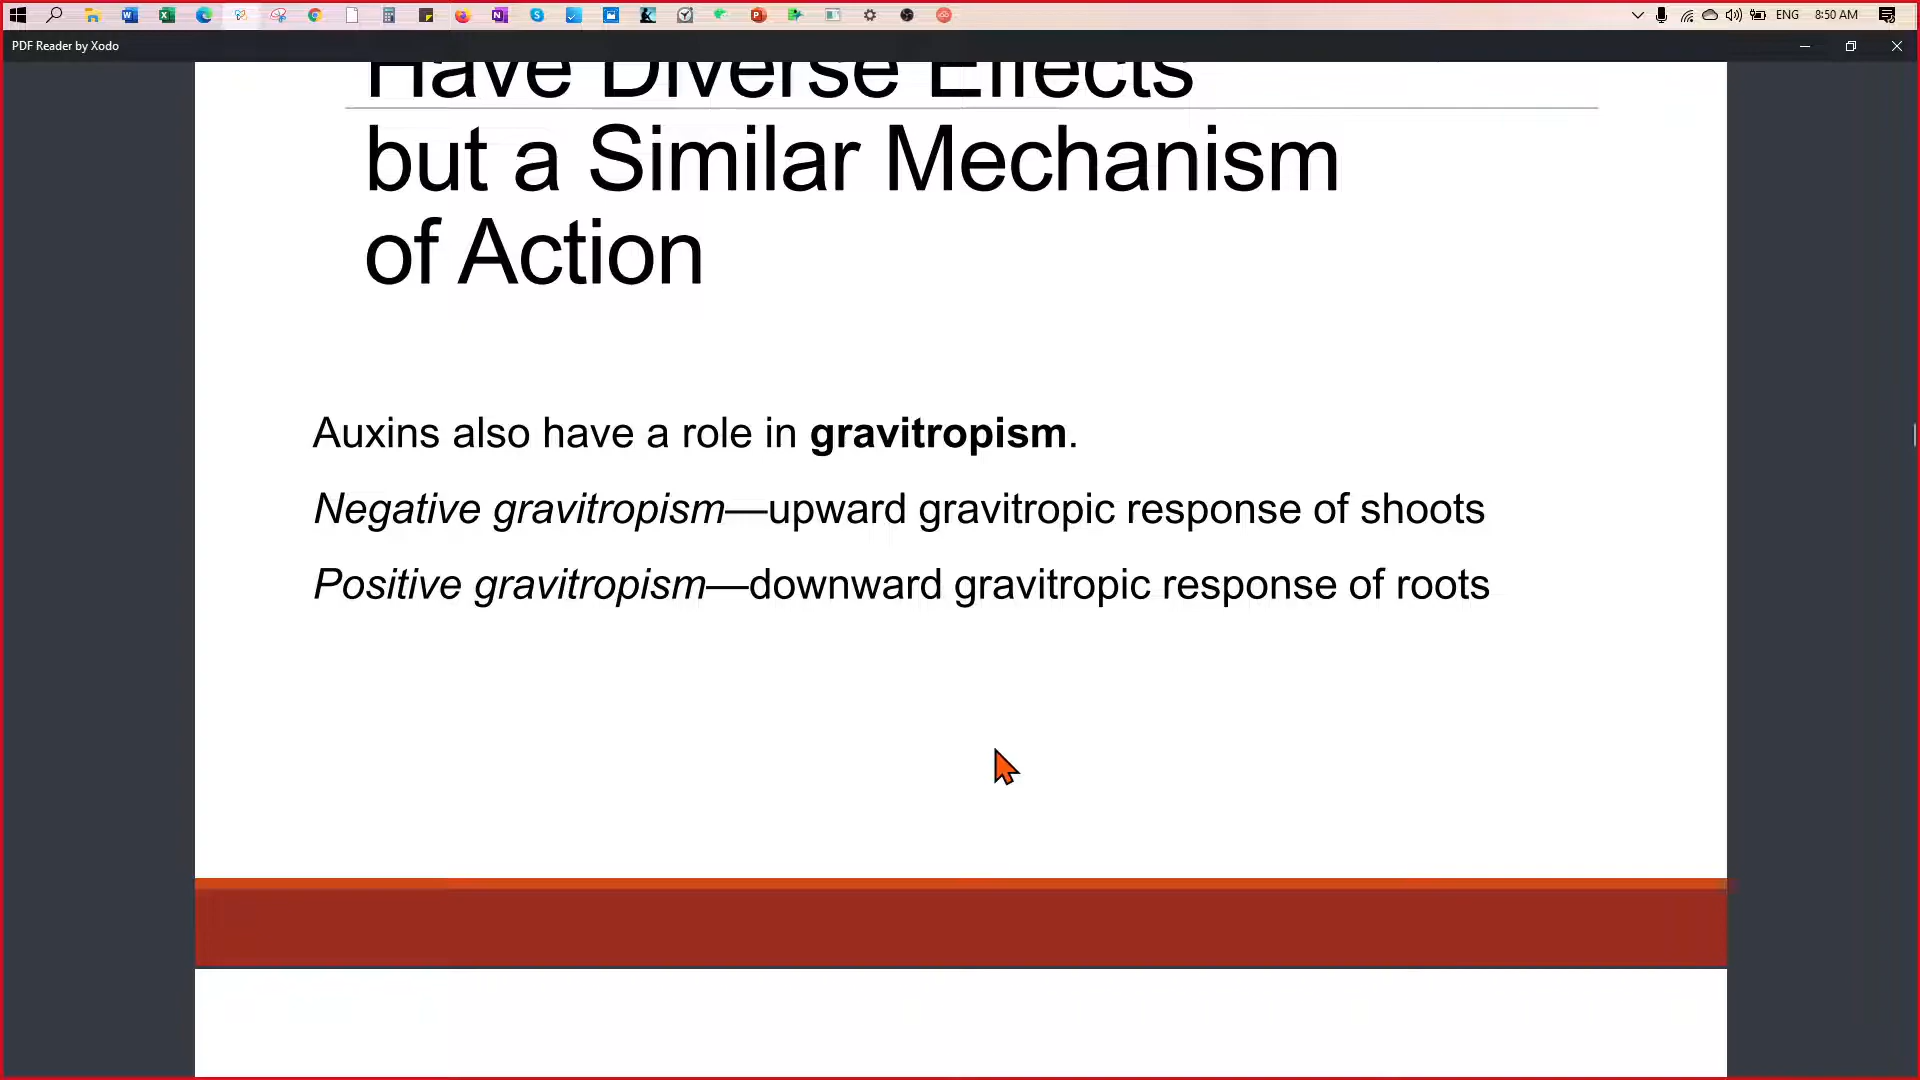 ENG 8:50 AM
PDF Reader by Xodo
Have Diverse Effects
but a Similar Mechanism
of Action
Auxins also have a role in gravitropism.
Negative gravitropism—upward gravitropic response of shoots
Positive gravitropism—downward gravitropic response of roots